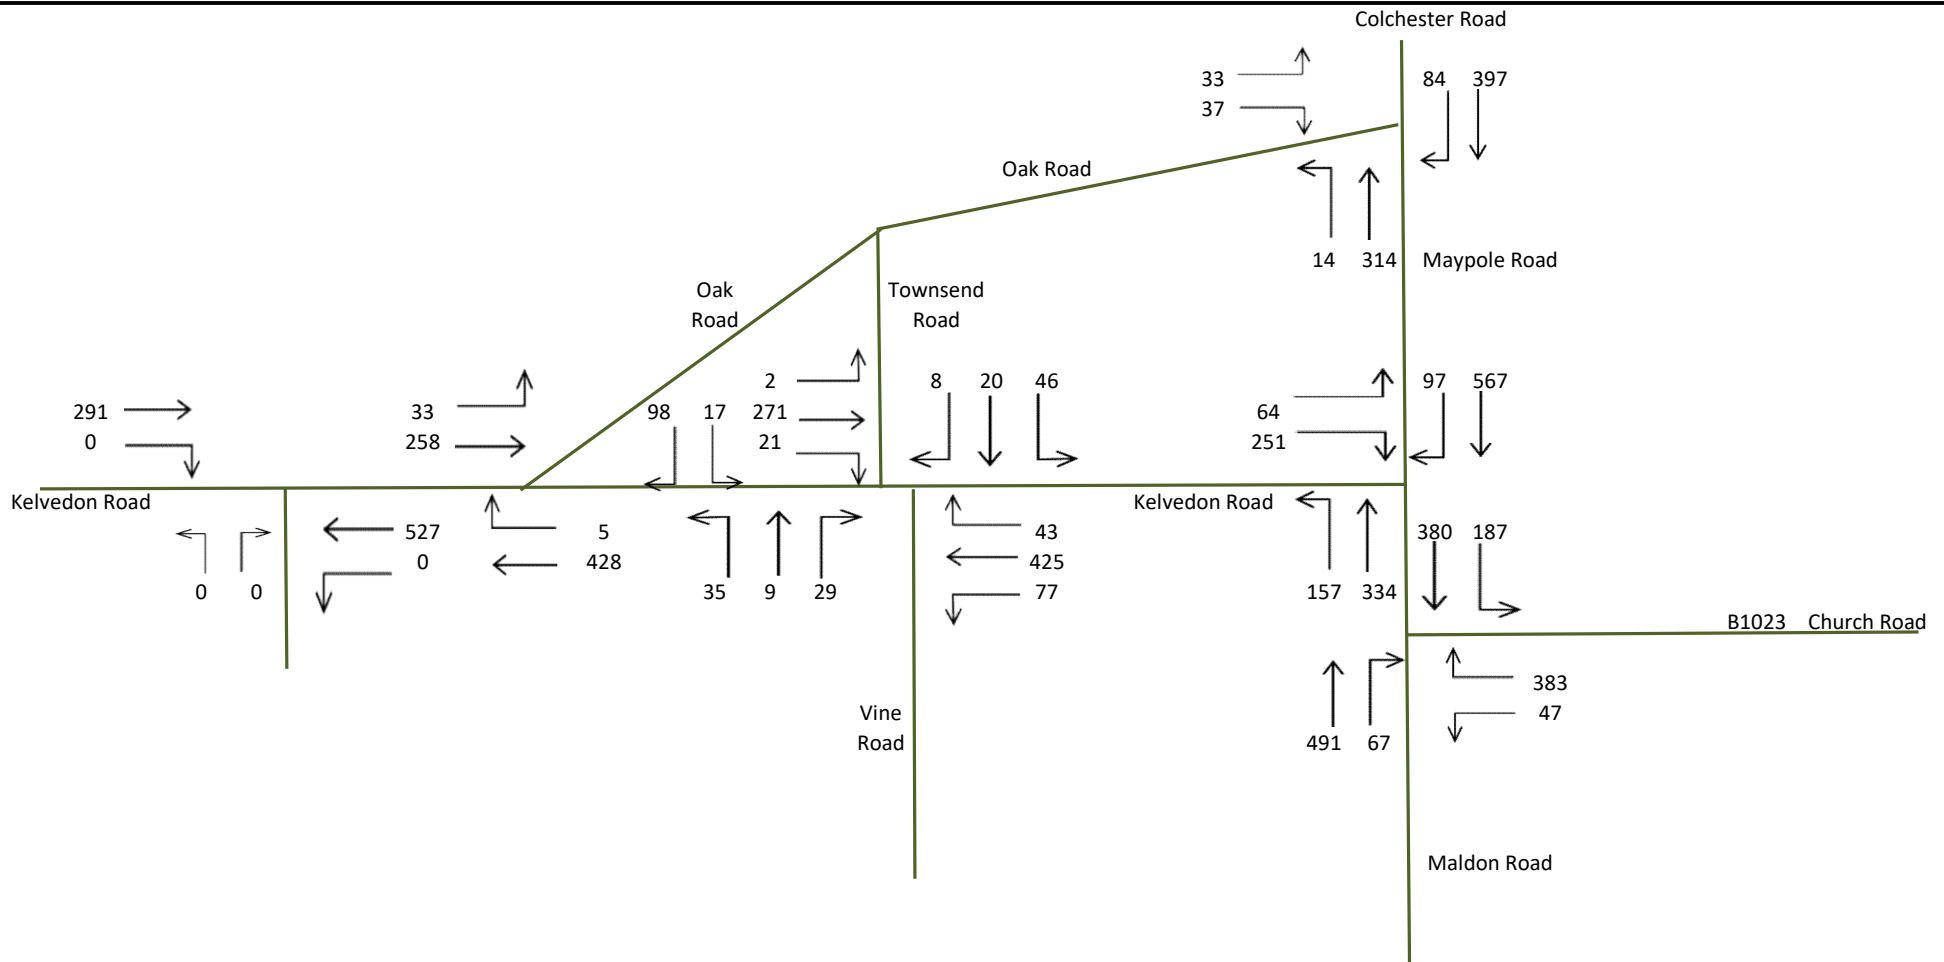 Colchester Road
33
84 397
37
Oak Road
14 314 Maypole Road
Oak
Road
Townsend
Road
2 8 20 46 97 567
291 33 98 17 271 64
0 258 21 251
Kelvedon Road
Kelvedon Road
527 5 43 380 187
0 428 425
0 0 35 9 29 77 157 334
B1023 Church Road
383
47
Vine
Road
491 67
Maldon Road